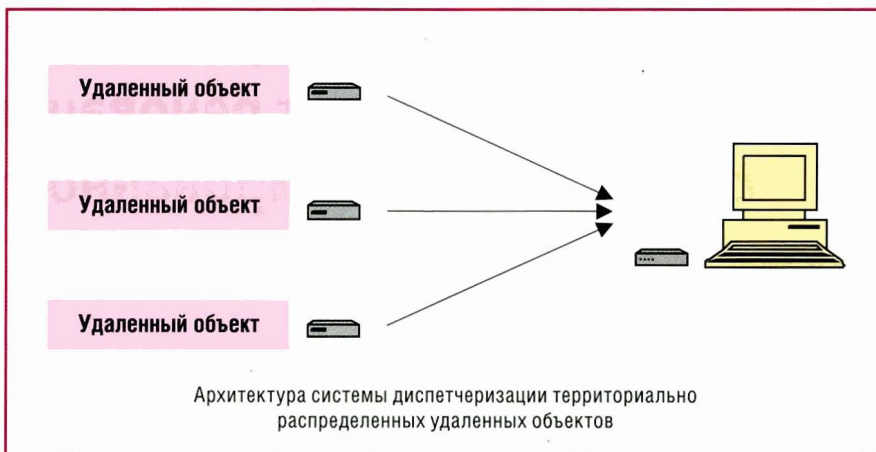 Удаленный объект
Удаленный объект
Удаленный объект
Архитектура системы диспетчеризации территориально
распределенных удаленных объектов